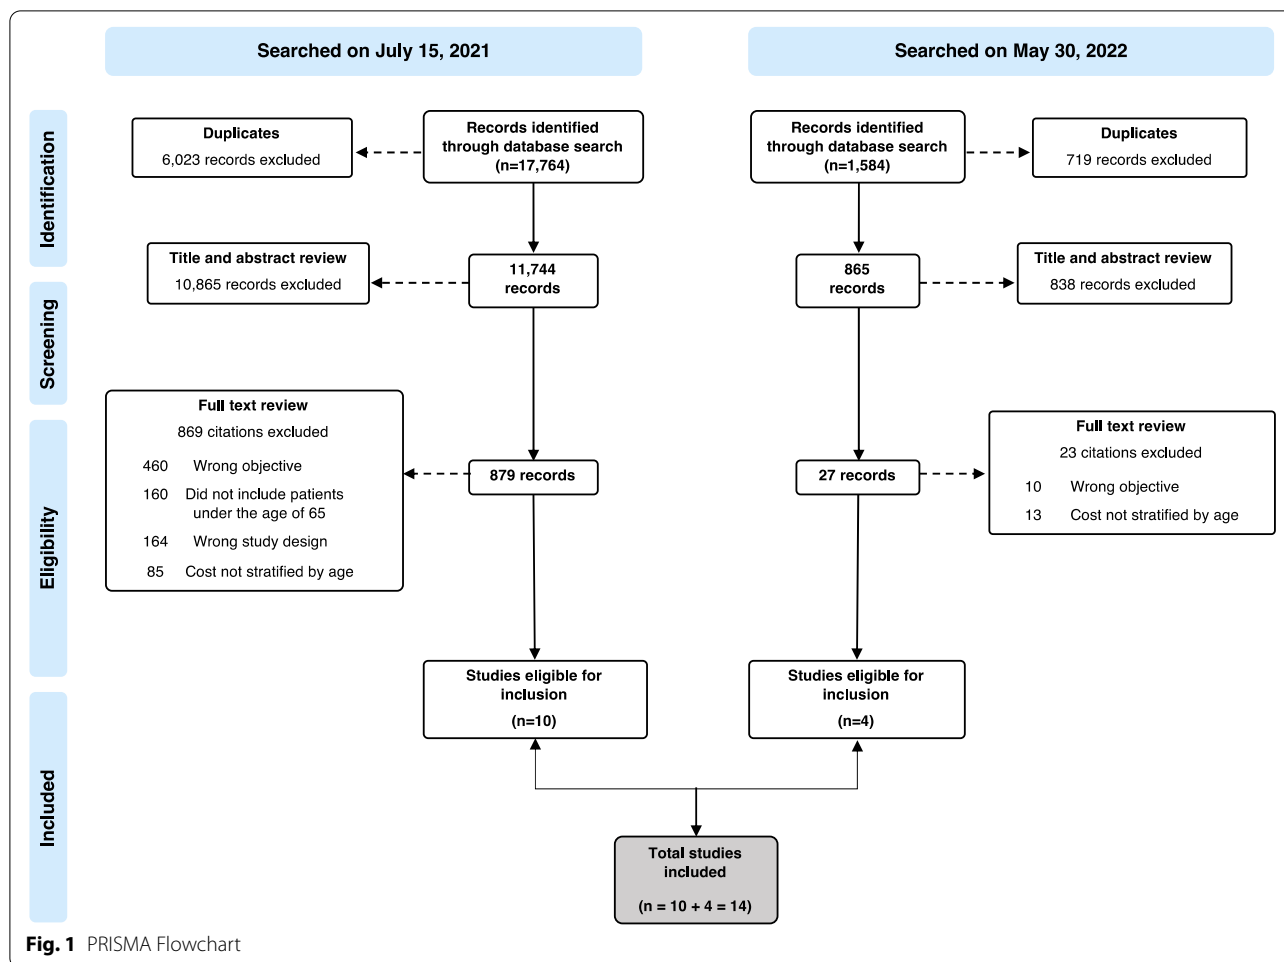 Searched on July 15, 2021
Searched on May 30, 2022
Identification
Duplicates
6,023 records excluded
Records identified
through database search
(n=17,764)
Records identified
through database search
(n=1,584)
Duplicates
719 records excluded
Title and abstract review
10,865 records excluded
11,744
records
865
records
Title and abstract review
838 records excluded
Screening
Full text review
869 citations excluded
460 Wrong objective
160 Did not include patients
under the age of 65
164 Wrong study design
85 Cost not stratified by age
879 records
27 records
Full text review
23 citations excluded
10 Wrong objective
13 Cost not stratified by age
Eligibility
Studies eligible for
inclusion
(n=10)
Studies eligible for
inclusion
(n=4)
Included
Total studies
included
(n = 10 + 4 = 14)
Fig. 1 PRISMA Flowchart